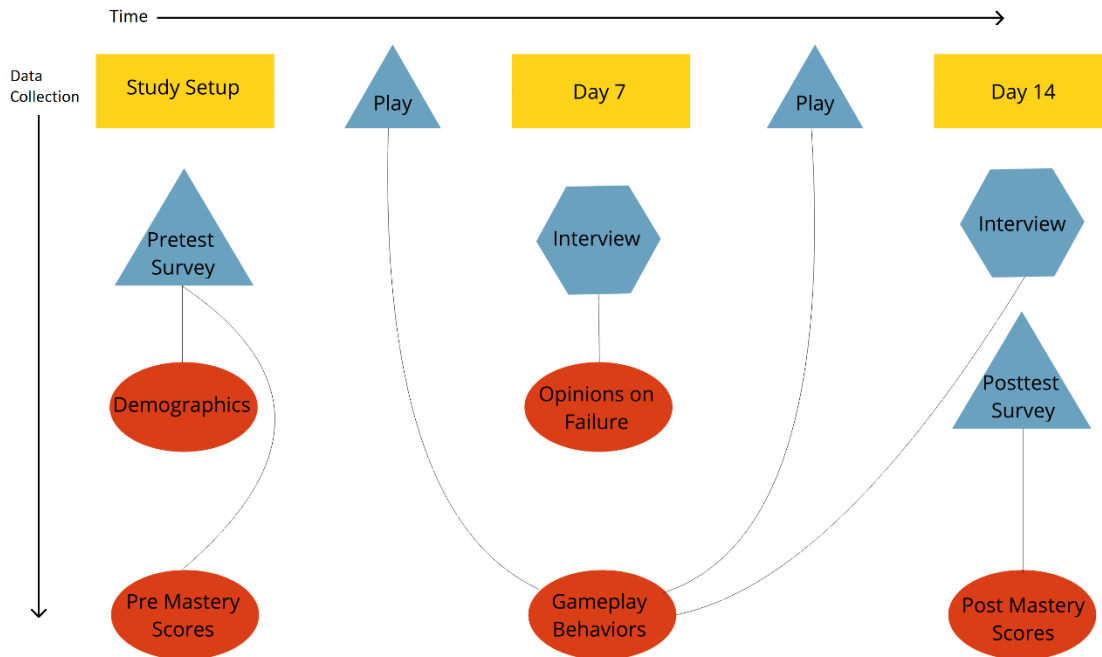 Time
Data
Collection
Study Setup
Play
Day 7
Play
Day 14
Pretest
Survey
Interview
Interview
Demographics
Opinions on
Failure
Posttest
Survey
Pre Mastery
Scores
Gameplay
Behaviors
Post Mastery
Scores